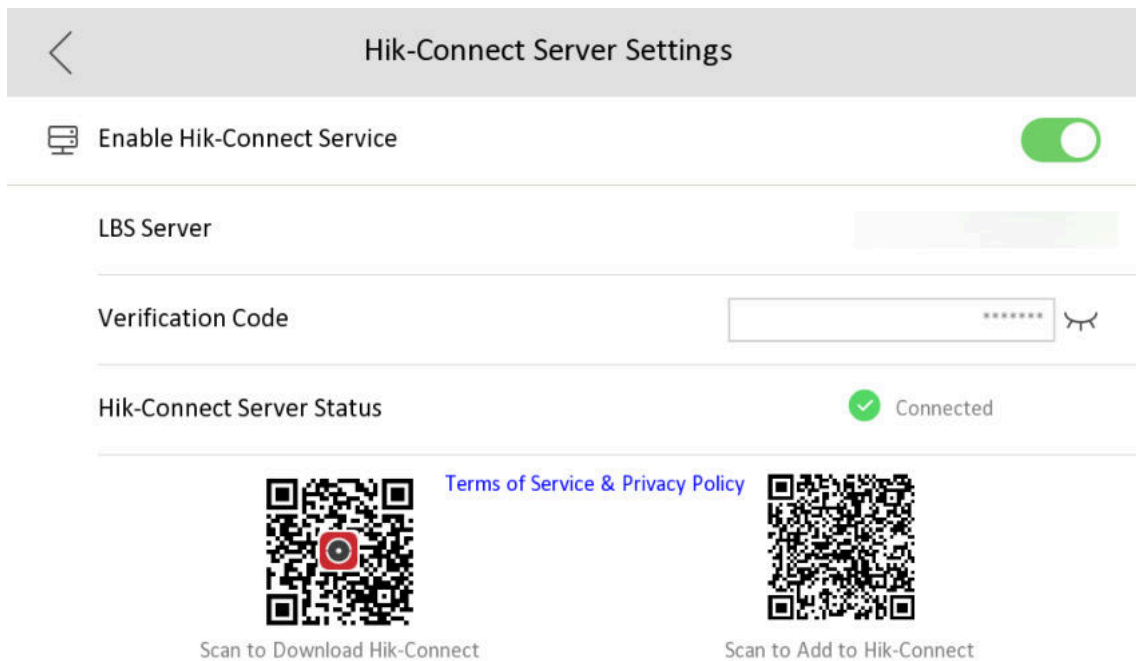 Hik-Connect Server Settings
Enable Hik-Connect Service
LBS Server
Verification Code *******
Hik-Connect Server Status Connected
Terms of Service & Privacy Policy
Scan to Download Hik-Connect Scan to Add to Hik-Connect